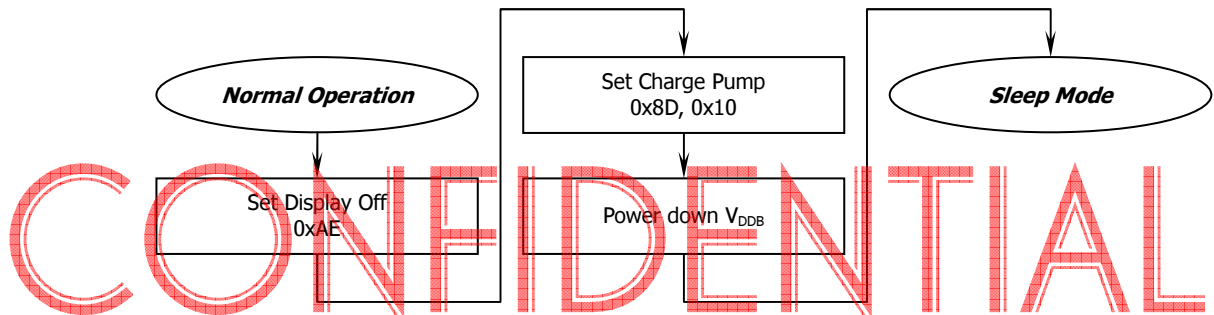 Normal Operation
Set Display Off
0xAE
Set Charge Pump
0x8D, 0x10
Power down VDDB
Sleep Mode
CONFIDENTIAL